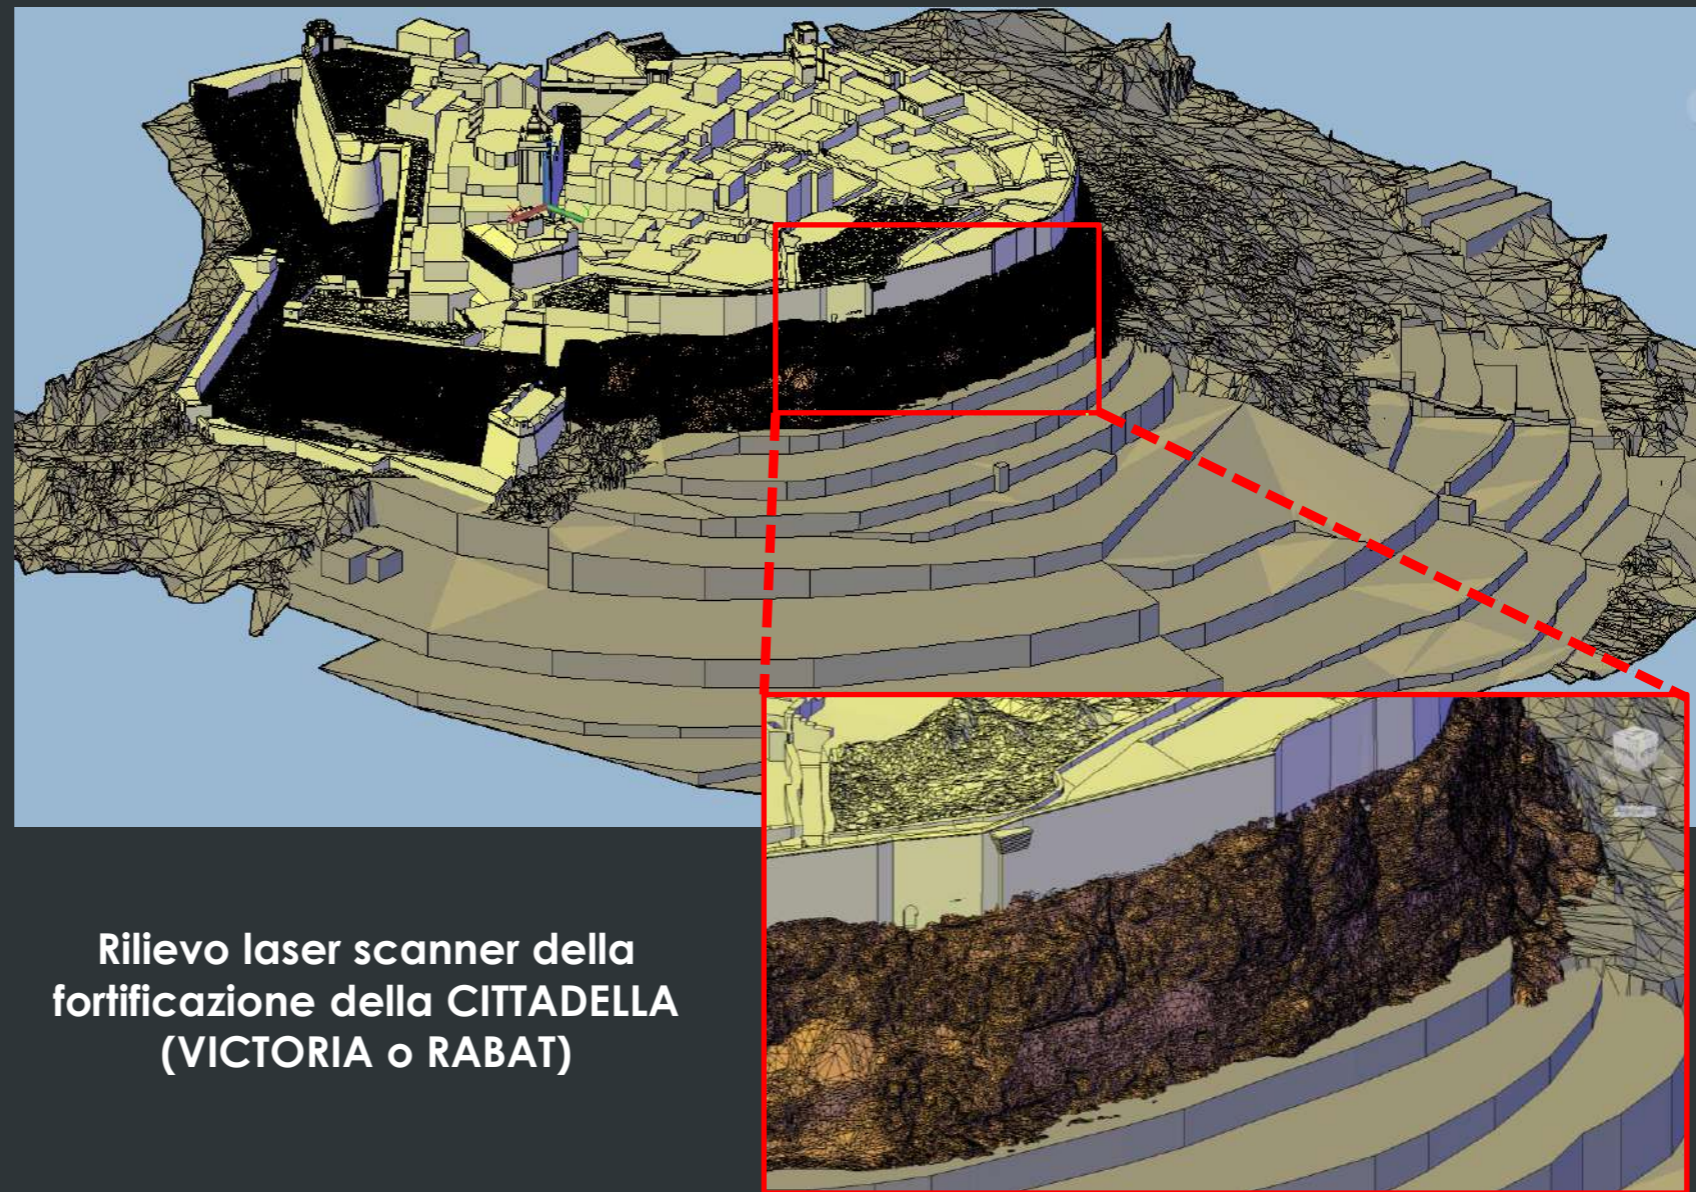 Rilievo laser scanner della
fortificazione della CITTADELLA
(VICTORIA o RABAT)